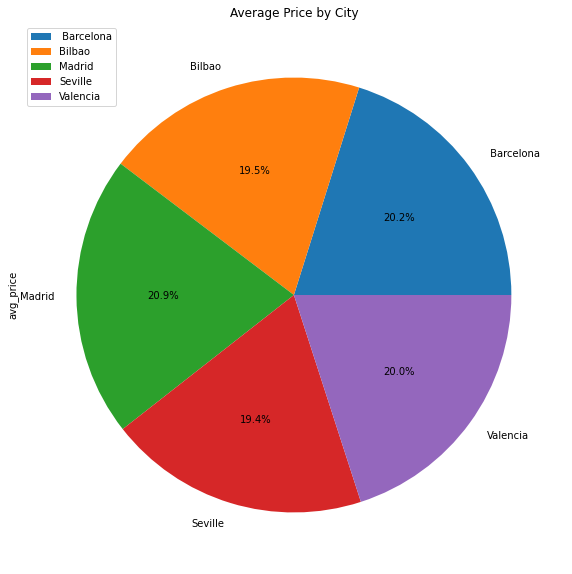 Average Price by City
Barcelona
Bilbao
Madrid
Seville
Valencia
Bilbao
Barcelona
19.5%
20.2%
avg_price
Madrid
20.9%
20.0%
19.4%
Valencia
Seville